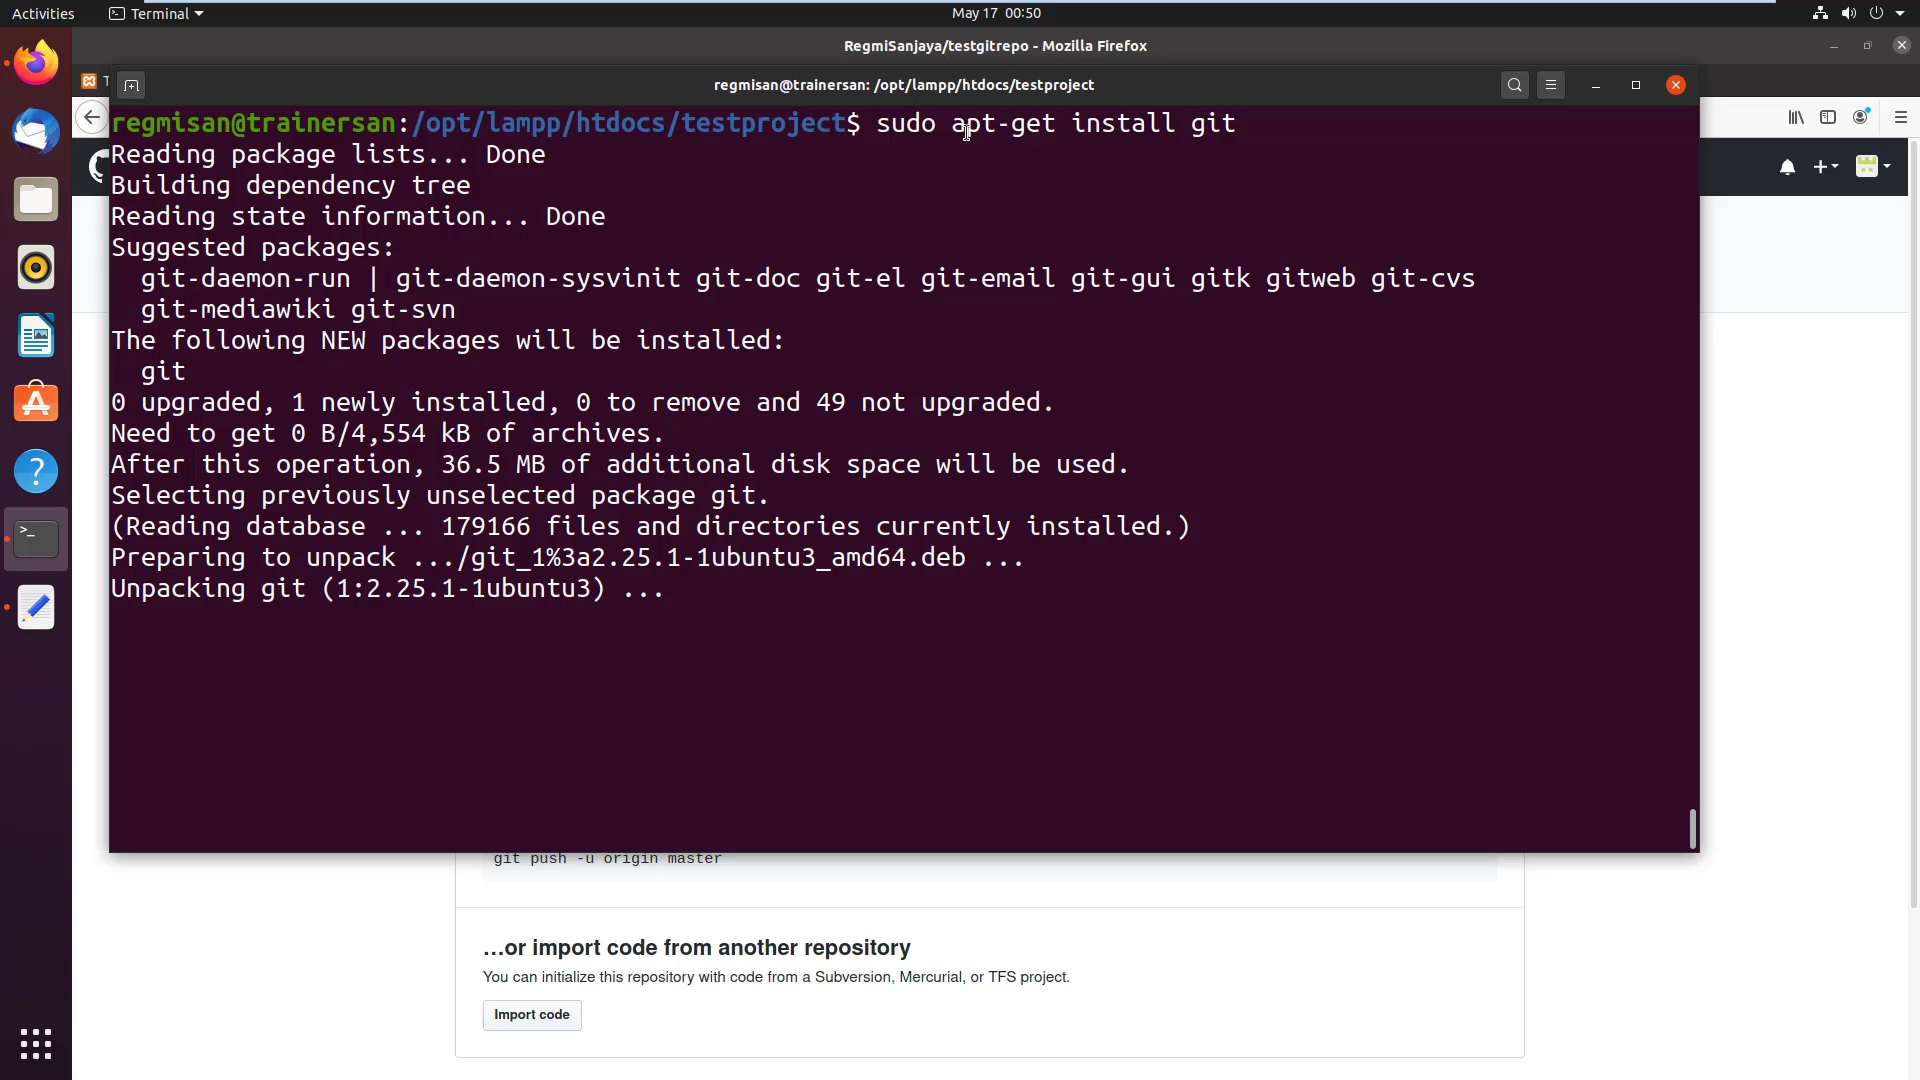 Activities
Terminal
May 17 00:50
RegmiSanjaya/testgitrepo - Mozilla Firefox
regmisan@trainersan: /opt/lampp/htdocs/testproject
regmisan@trainersan:/opt/lampp/htdocs/testproject$ sudo apt-get install git
Reading package lists... Done
Building dependency tree
Reading state information... Done
Suggested packages:
git-daemon-run | git-daemon-sysvinit git-doc git-el git-email git-gui gitk gitweb git-cvs
git-mediawiki git-svn
The following NEW packages will be installed:
git
0 upgraded, 1 newly installed, 0 to remove and 49 not upgraded.
Need to get 0 B/4,554 kB of archives.
After this operation, 36.5 MB of additional disk space will be used.
Selecting previously unselected package git.
(Reading database ... 179166 files and directories currently installed.)
Preparing to unpack .../git_1%3a2.25.1-1ubuntu3_amd64.deb ...
Unpacking git (1:2.25.1-1ubuntu3) ...
git push -u origin master
…or import code from another repository
You can initialize this repository with code from a Subversion, Mercurial, or TFS project.
Import code